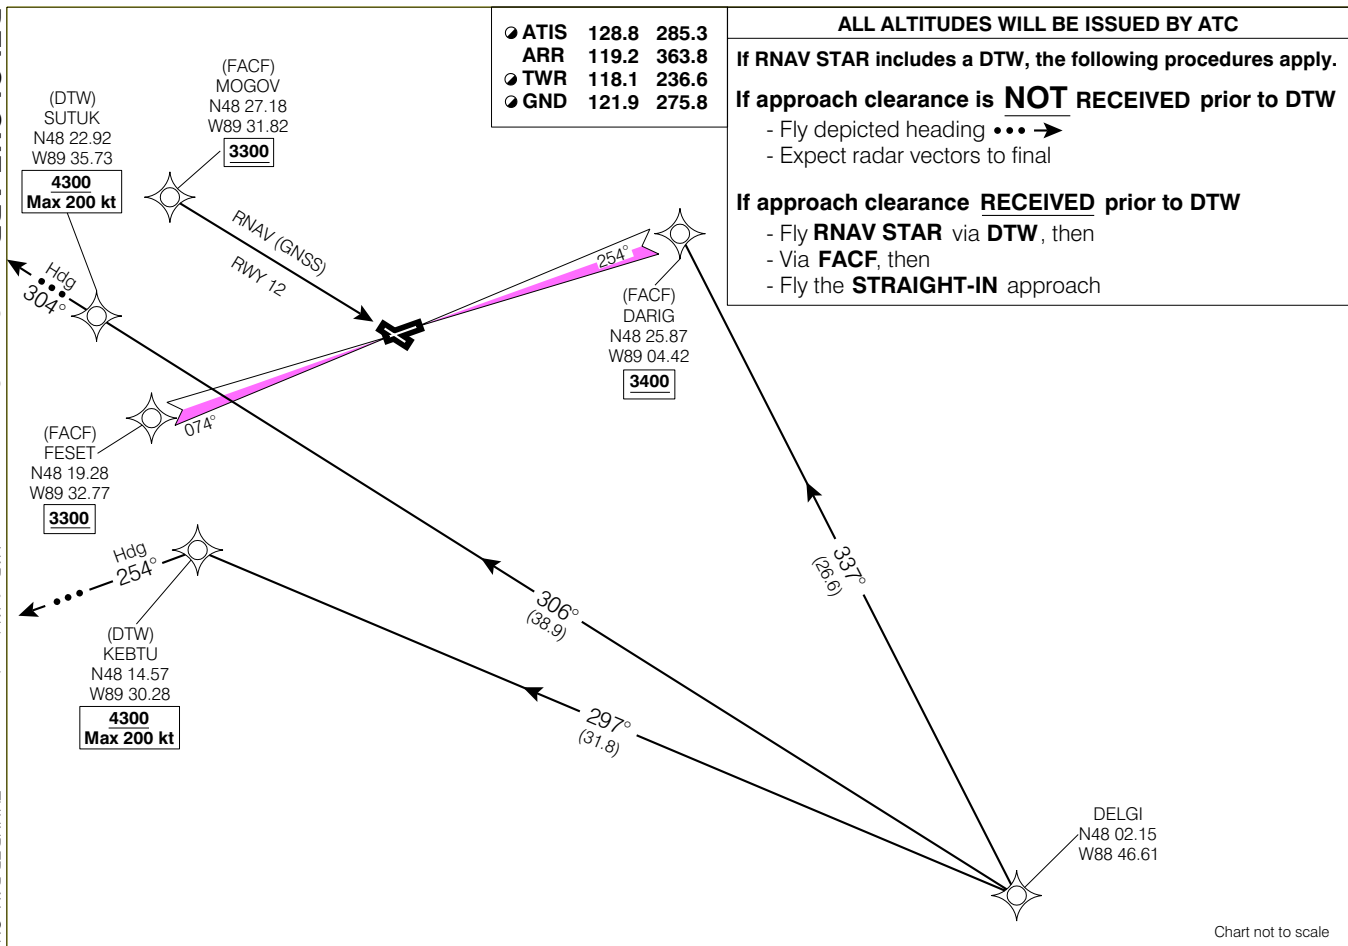 ATIS 128.8 285.3
ARR 119.2 363.8
TWR 118.1 236.6
GND 121.9 275.8
ALL ALTITUDES WILL BE ISSUED BY ATC
If RNAV STAR includes a DTW, the following procedures apply.
If approach clearance is NOT RECEIVED prior to DTW
- Fly depicted heading
- Expect radar vectors to final
If approach clearance RECEIVED prior to DTW
- Fly RNAV STAR via DTW, then
- Via FACF, then
- Fly the STRAIGHT-IN approach
(FACF)
MOGOV
N48 27.18
W89 31.82
3300
(DTW)
SUTUK
N48 22.92
W89 35.73
4300
Max 200 kt
RNAV (GNSS)
RWY 12
Hdg
304°
254°
(FACF)
DARIG
N48 25.87
W89 04.42
3400
074°
(FACF)
FESET
N48 19.28
W89 32.77
3300
Hdg
254°
(DTW)
KEBTU
N48 14.57
W89 30.28
4300
Max 200 kt
337°
(26.6)
306°
(38.9)
297°
(31.8)
DELGI
N48 02.15
W88 46.61
Chart not to scale